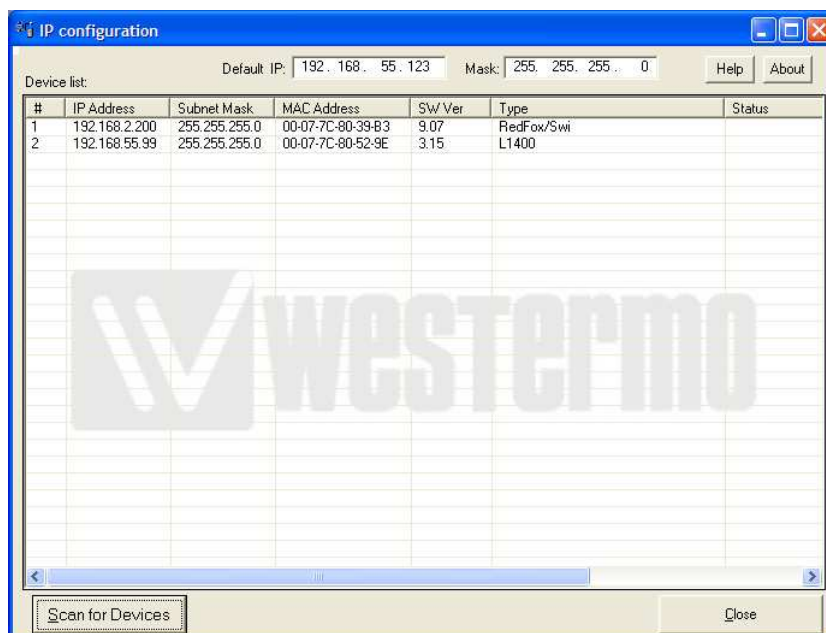 IP configuration
Default IP: 192. 168. 55. 123 Mask: 255. 255. 255. 0 Help About
Device list:
# IP Address Subnet Mask MAC Address SW Ver Type Status
1 192.168.2.200 255.255.255.0 00-07-7C-80-39-B3 9.07 RedFox/Swi
2 192.168.55.99 255.255.255.0 00-07-7C-80-52-9E 3.15 L1400
westermo
Scan for Devices Close